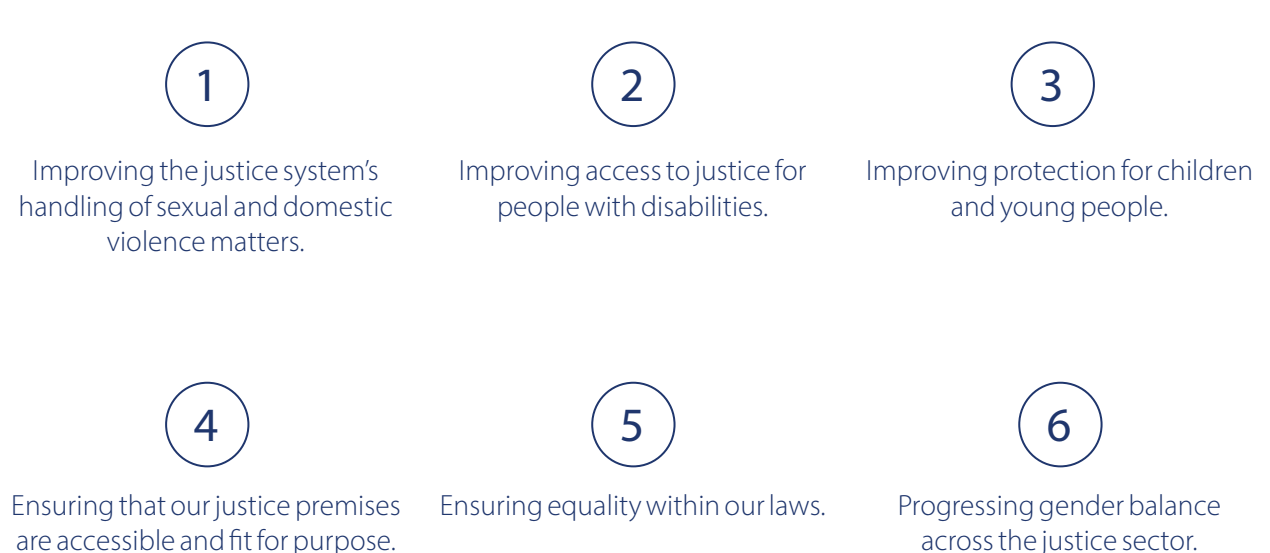 1
Improving the justice system's
handling of sexual and domestic
violence matters.
2
Improving access to justice for
people with disabilities.
3
Improving protection for children
and young people.
4
Ensuring that our justice premises
are accessible and fit for purpose.
5
Ensuring equality within our laws.
6
Progressing gender balance
across the justice sector.